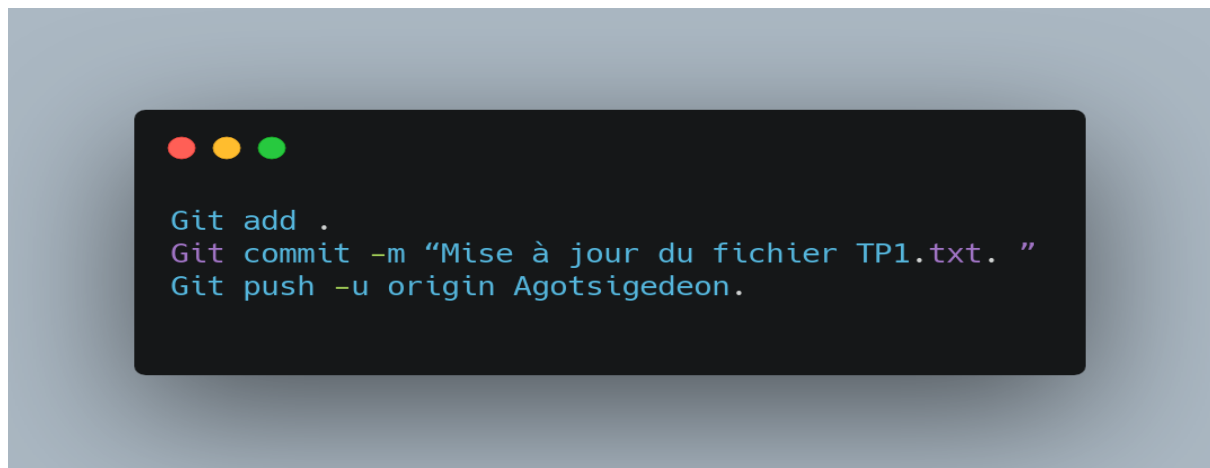 Git add .
Git commit -m “Mise à jour du fichier TP1.txt. ”
Git push -u origin Agotsigedeon.